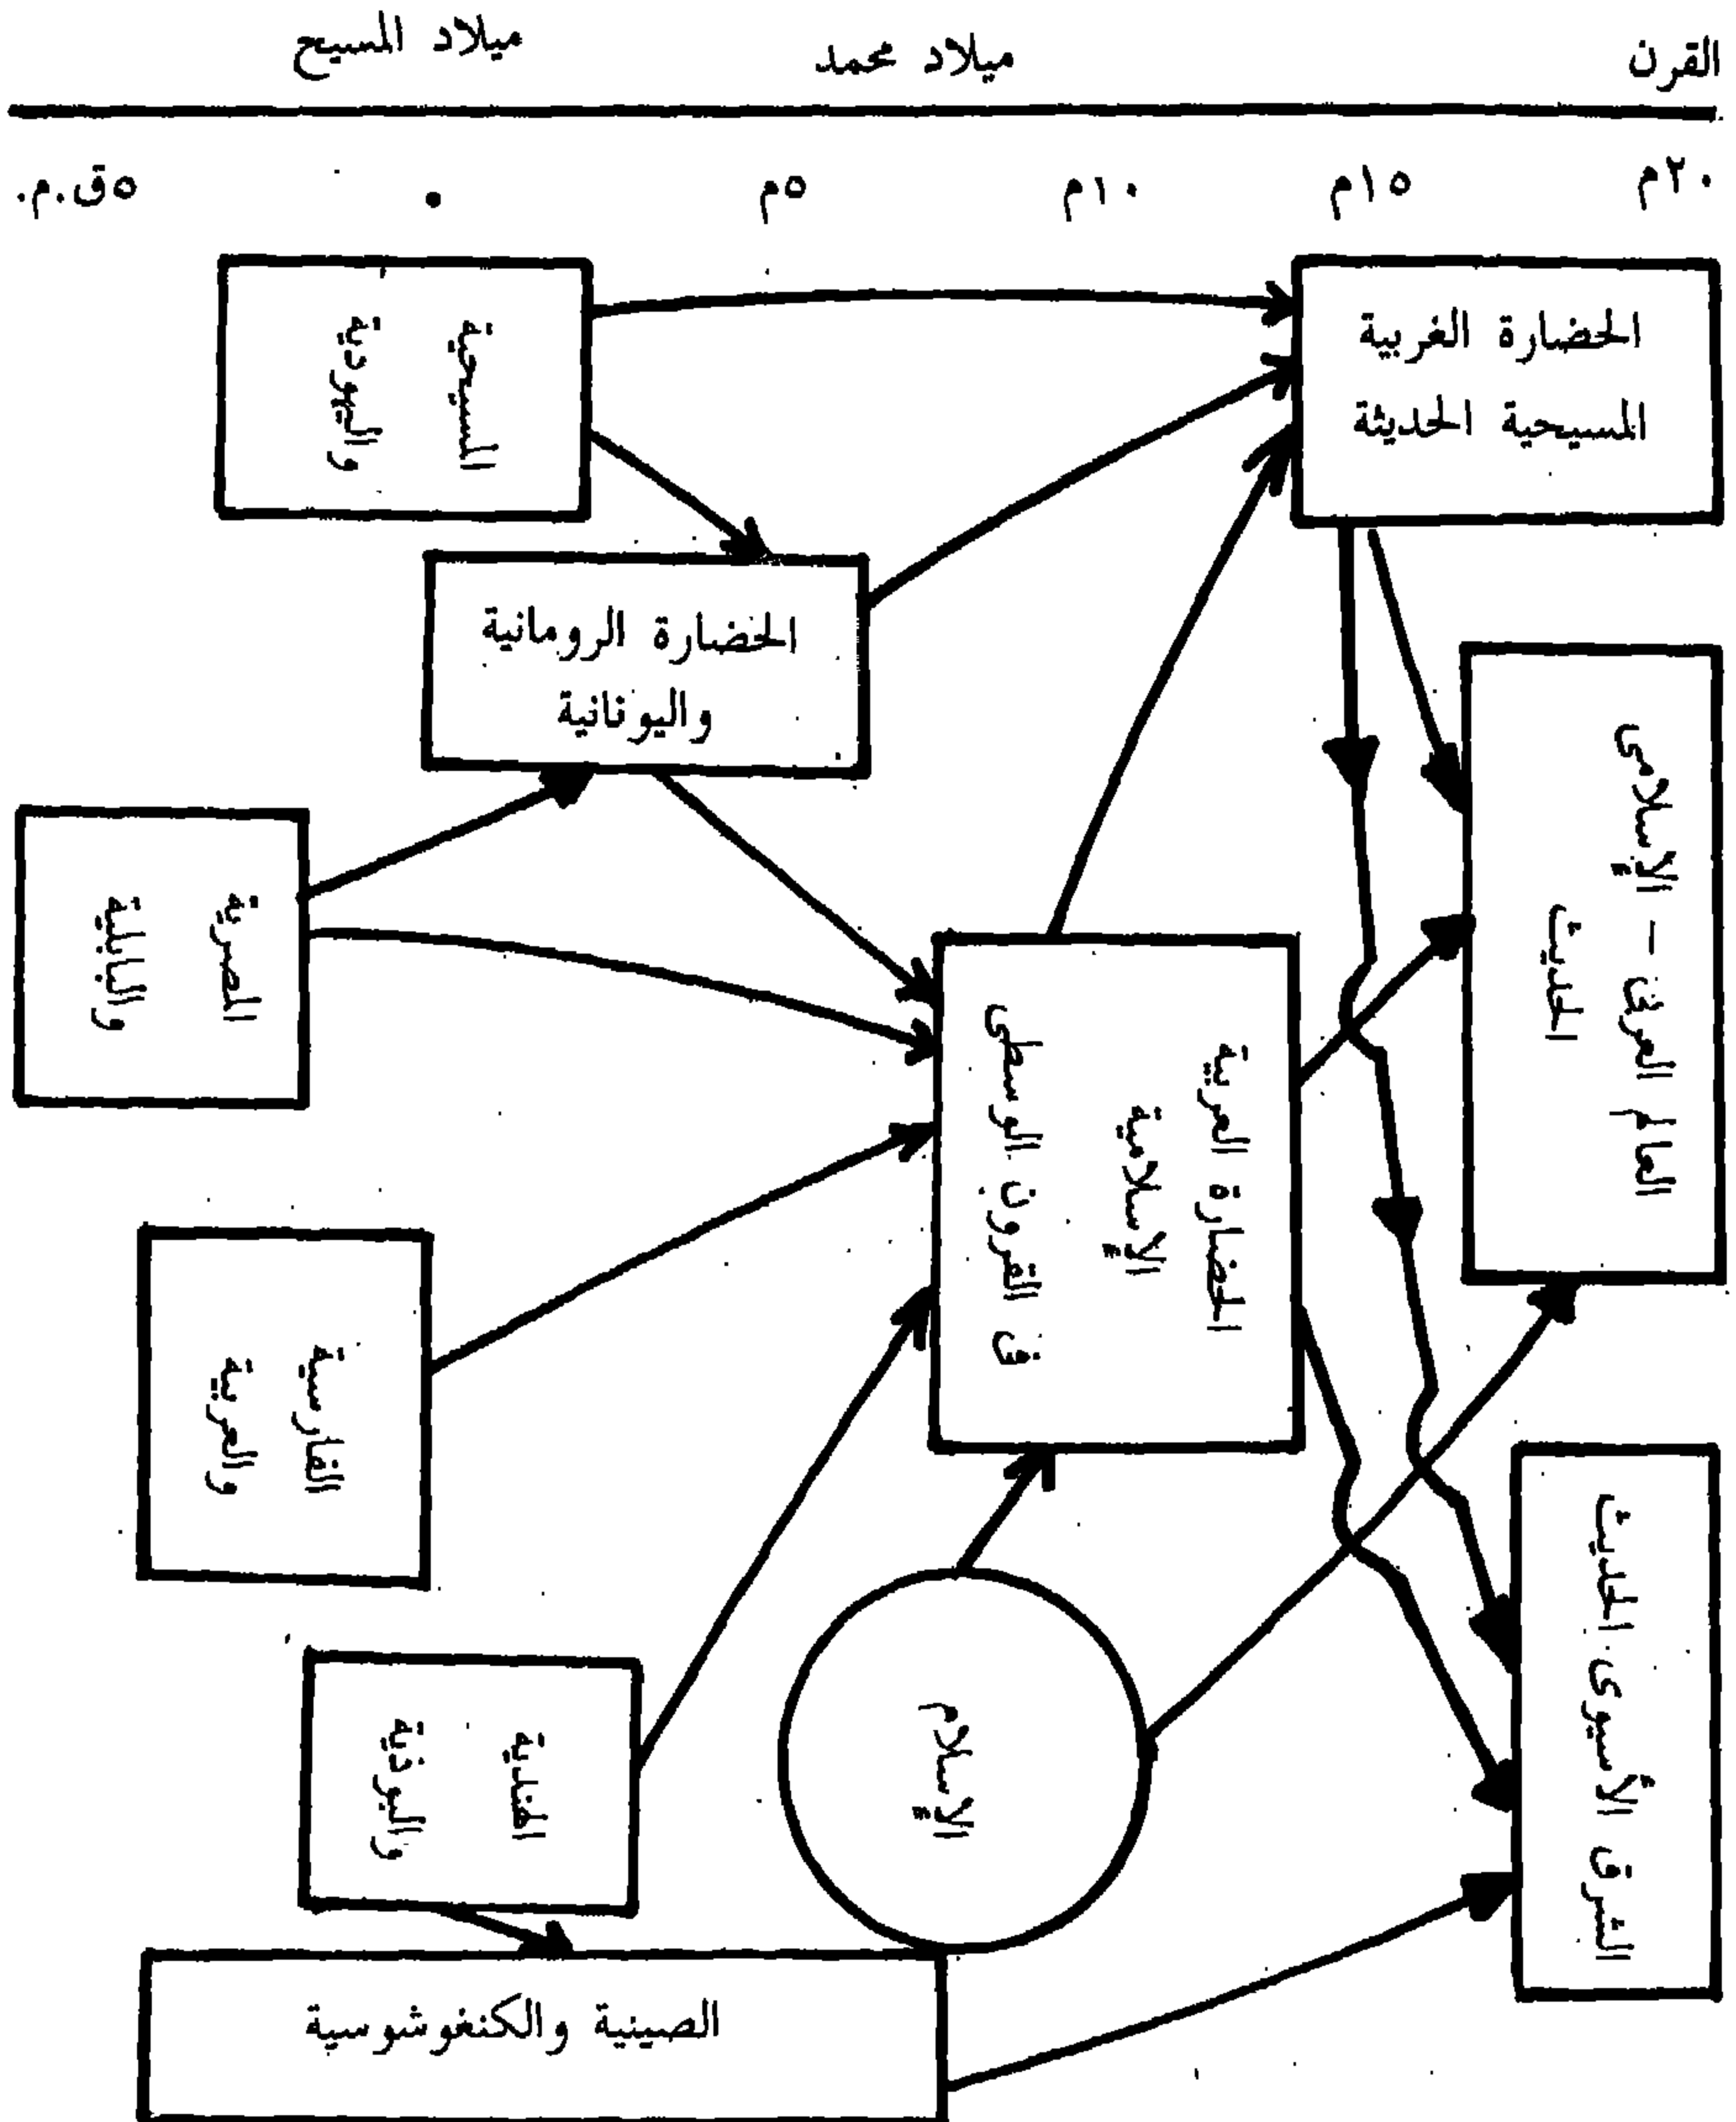 القرن
ميلاد محمد
ميلاد المسيح
٢٠م
١٥م
١٠م
٥م
٠
٥ق.م.
الحضارة الغربية
المسيحية الحديثة
المسيحية
واليهودية
الحضارة الرومانية
واليونانية
العالم العربى - الإسلامى
الحديث
المصرية
والبابلية
الحضارة العربية
الإسلامية
فى القرون الوسطى
الفارسية
والعربية
الشرق الأسيوى الحديث
الإسلام
الهندية
والبوذية
الصينية والكنفوشوسية